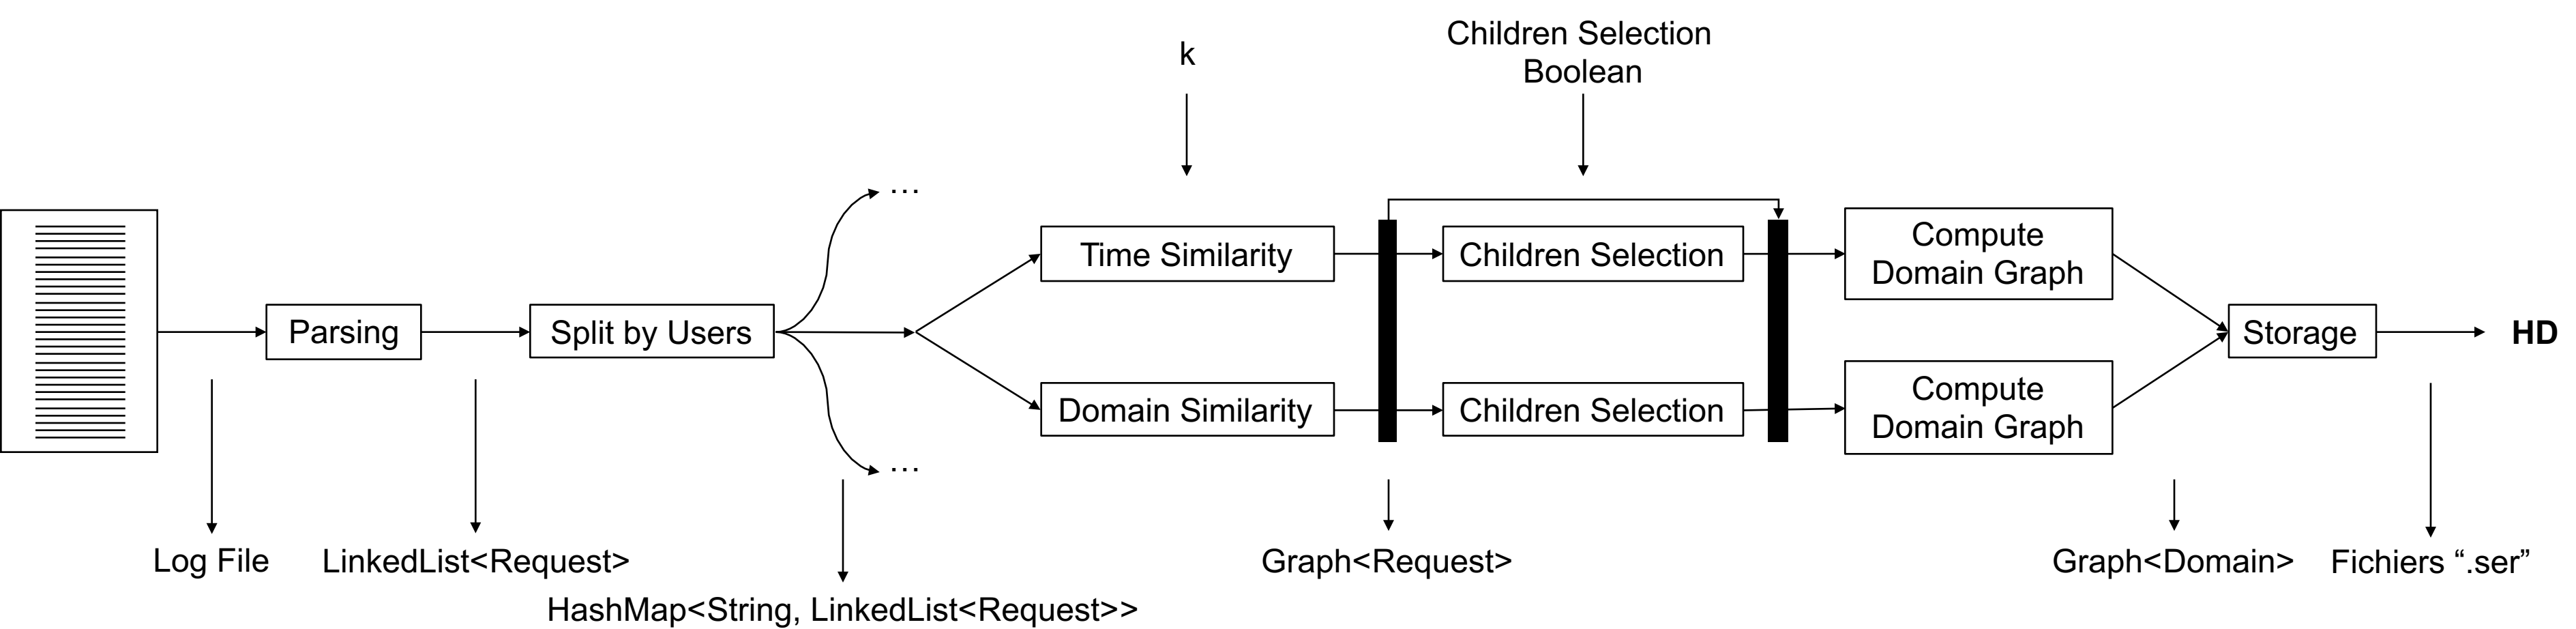 k
Children Selection
Boolean
...
Time Similarity
Children Selection
Compute
Domain Graph
Parsing
Split by Users
Storage
HD
Domain Similarity
Children Selection
Compute
Domain Graph
...
Log File
LinkedList<Request>
HashMap<String, LinkedList<Request>>
Graph<Request>
Graph<Domain>
Fichiers “.ser”